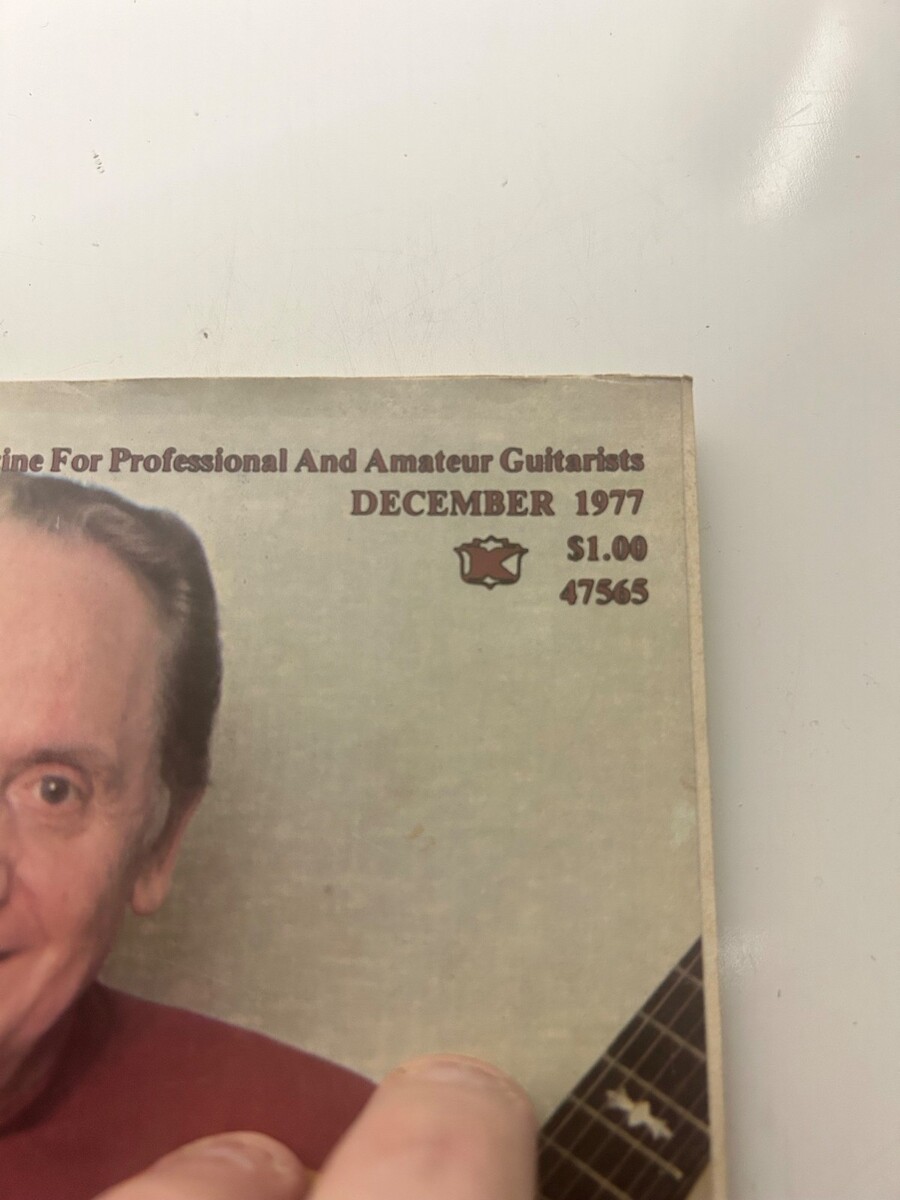 ine For Professional And Amateur Guitarists
DECEMBER 1977
K
$1.00
47565